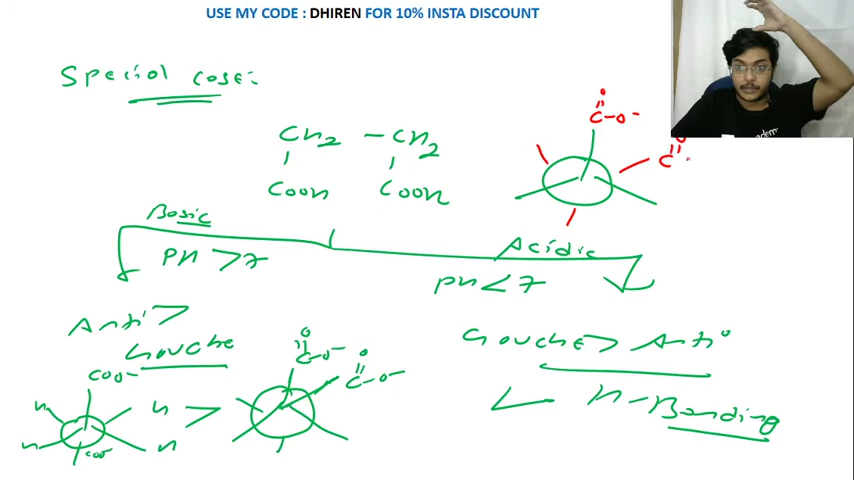 USE MY CODE : DHIREN FOR 10% INSTA DISCOUNT
Special case:
CH2 - CH2
COOH COOH
O
C-O-
O
C
Basic
PH > 7
Acidic
PH < 7
Anti >
Gauche
Gauche > Anti
H-Bonding
COO-
H H
H H
COO-
>
O
C-O-
O
C-O-